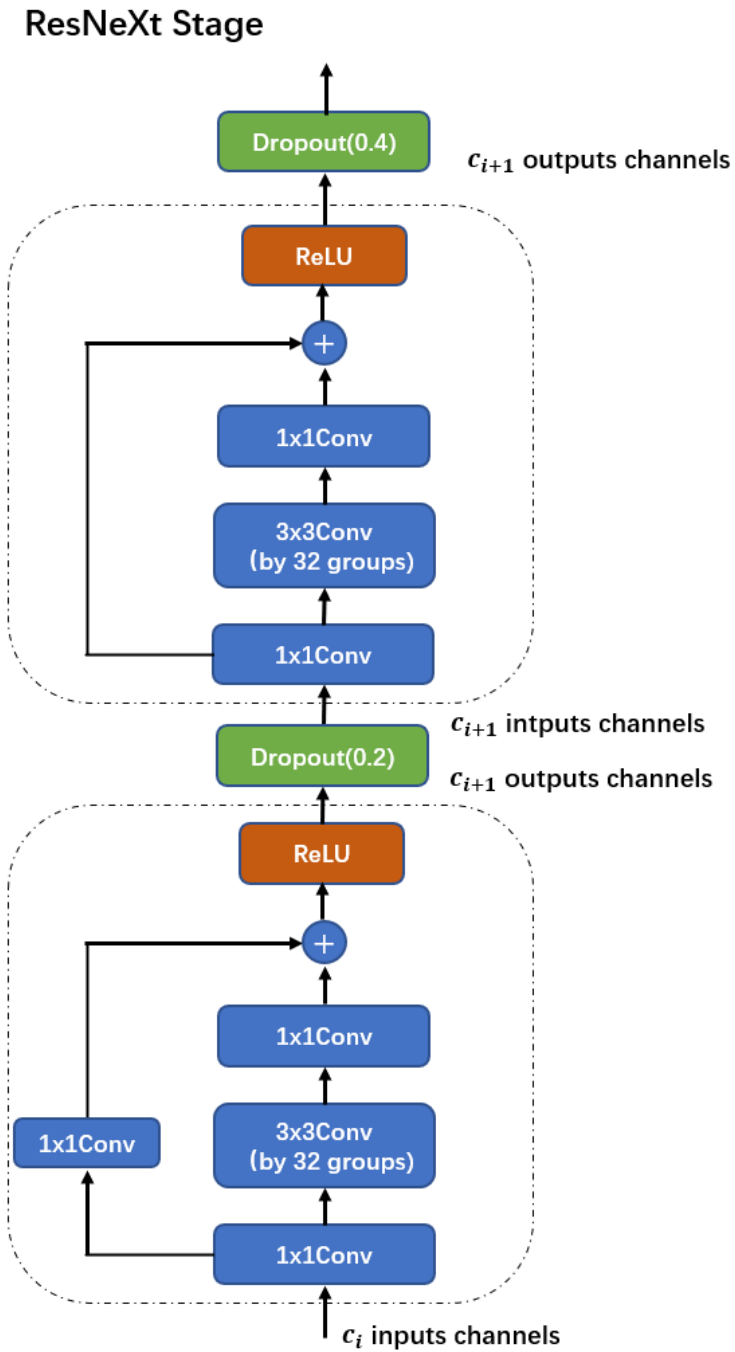 ResNeXt Stage
Dropout(0.4)
c_{i+1} outputs channels
ReLU
+
1x1Conv
3x3Conv
(by 32 groups)
1x1Conv
c_{i+1} intputs channels
Dropout(0.2)
c_{i+1} outputs channels
ReLU
+
1x1Conv
3x3Conv
(by 32 groups)
1x1Conv
1x1Conv
c_i inputs channels